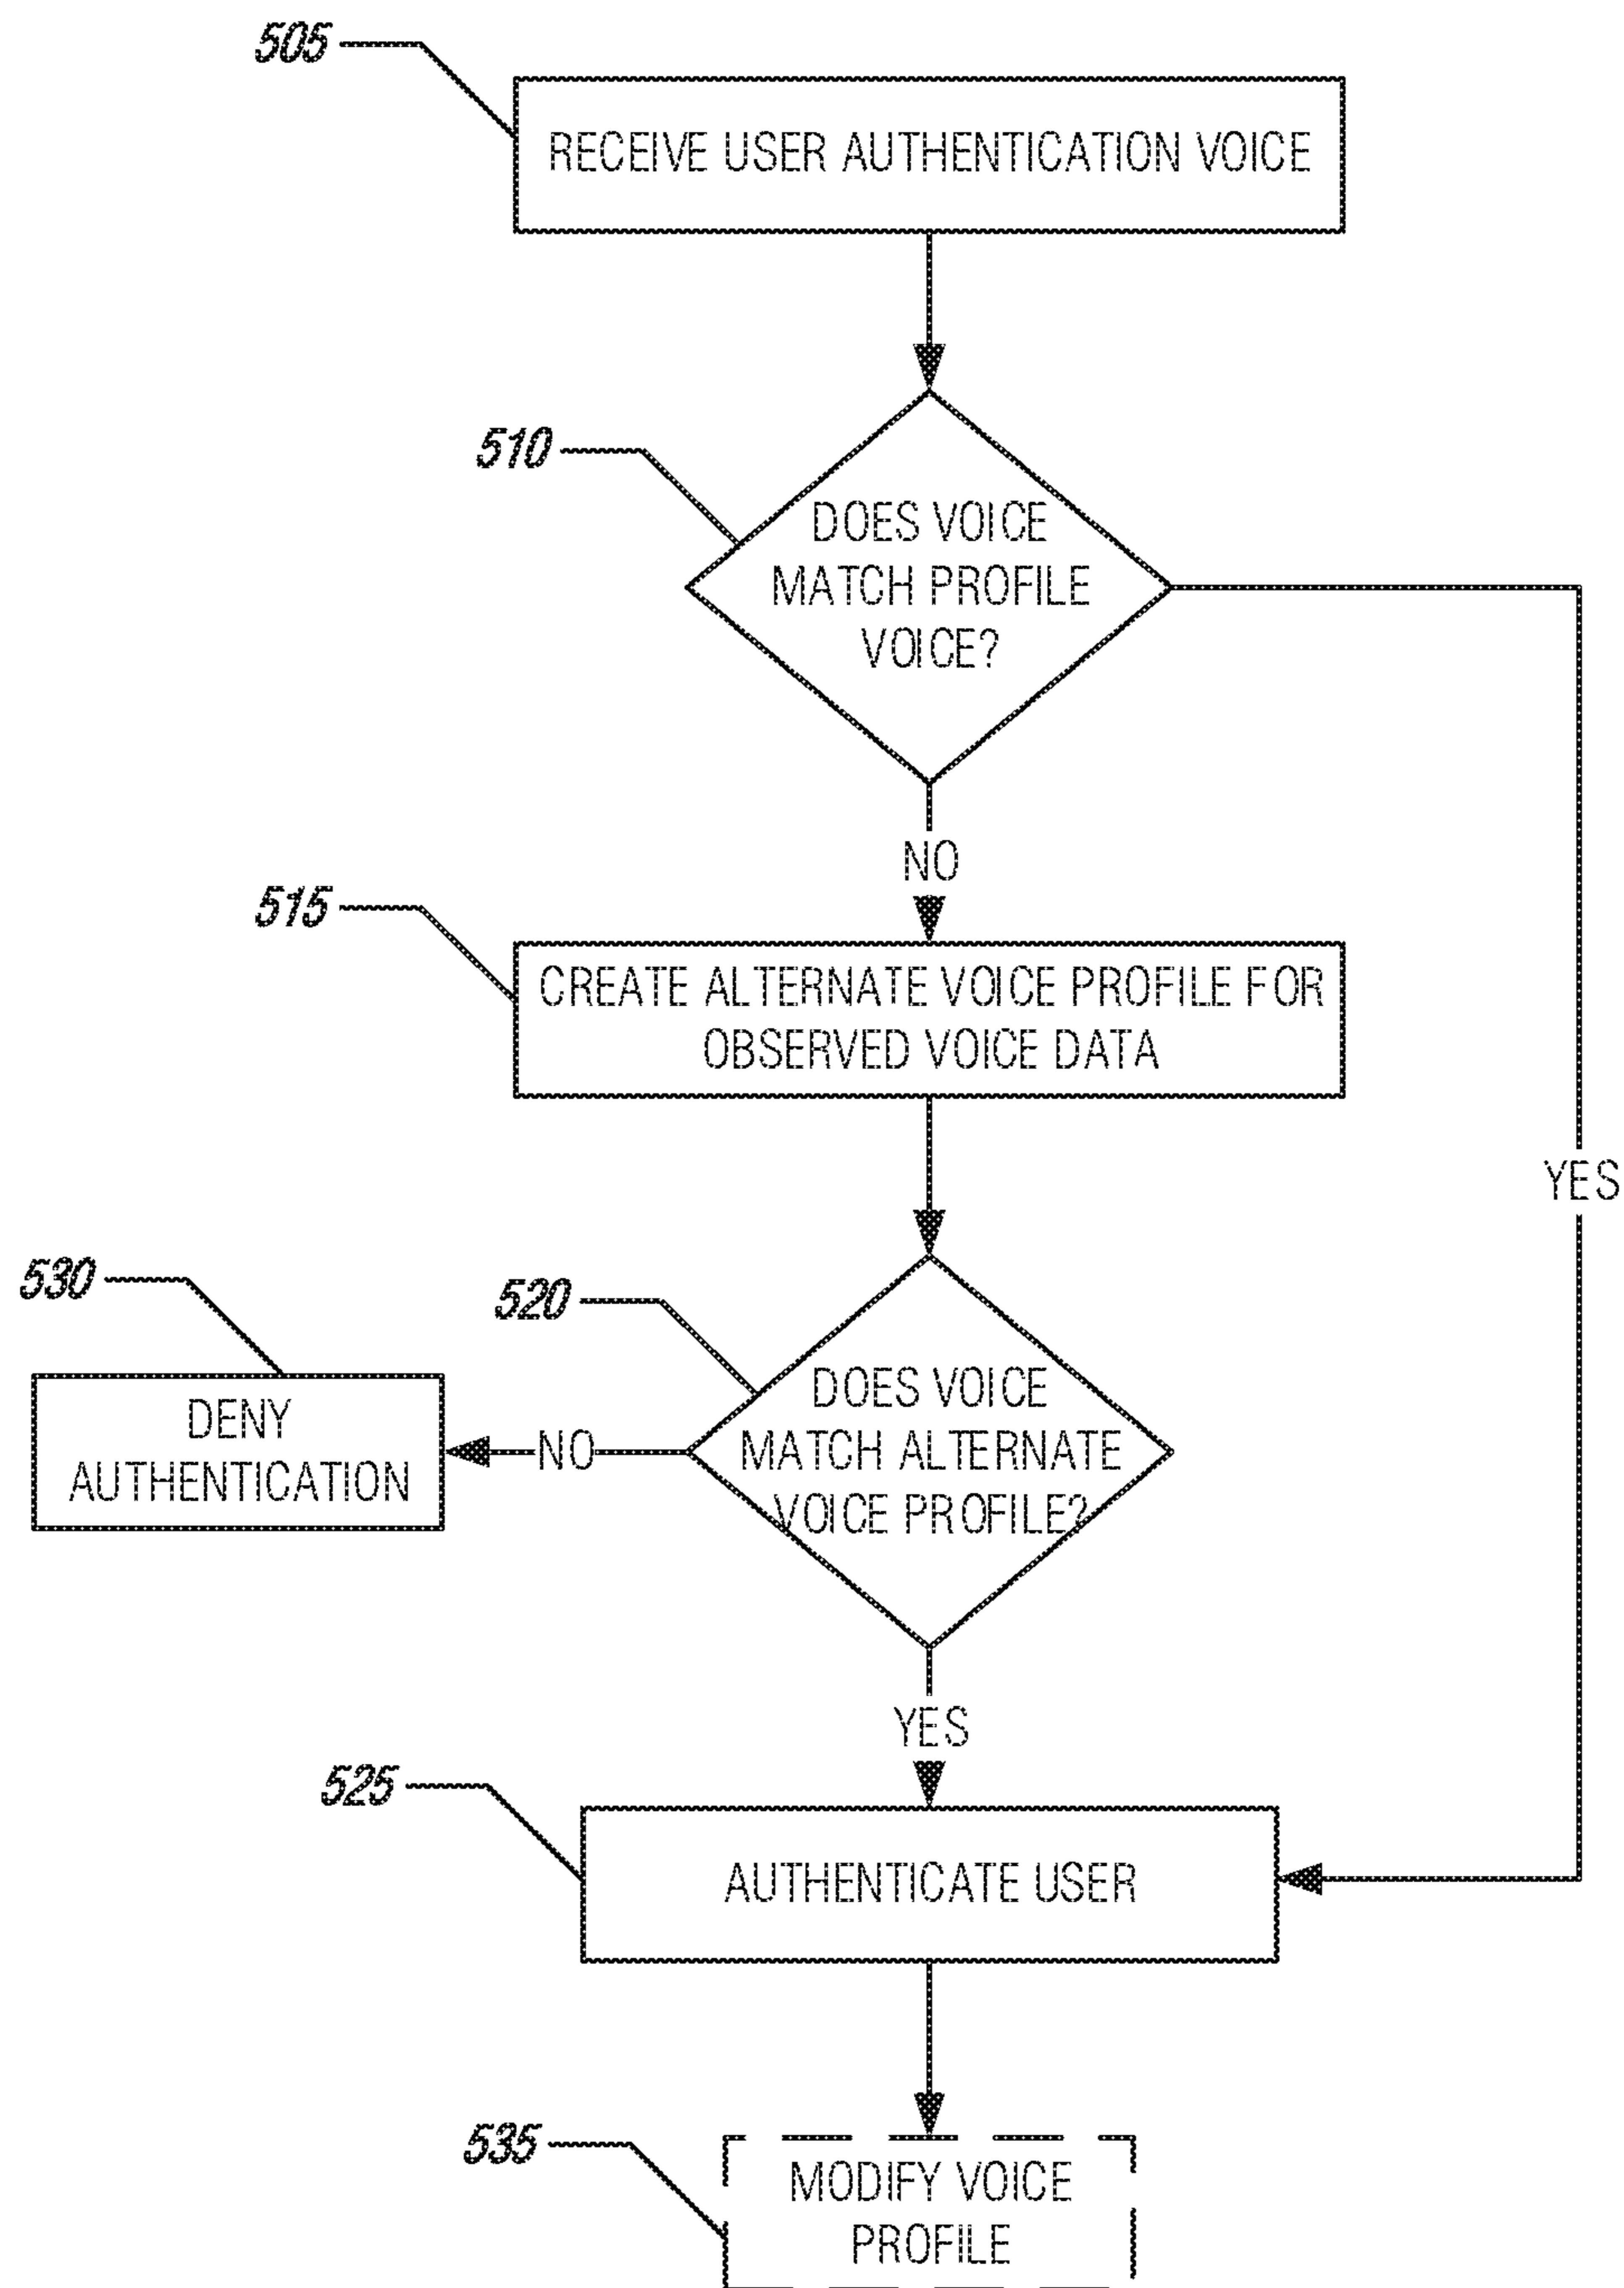 505
RECEIVE USER AUTHENTICATION VOICE
510
DOES VOICE
MATCH PROFILE
VOICE?
NO
515
CREATE ALTERNATE VOICE PROFILE FOR
OBSERVED VOICE DATA
YES
530
520
DENY
AUTHENTICATION
NO
DOES VOICE
MATCH ALTERNATE
VOICE PROFILE?
YES
525
AUTHENTICATE USER
535
MODIFY VOICE
PROFILE